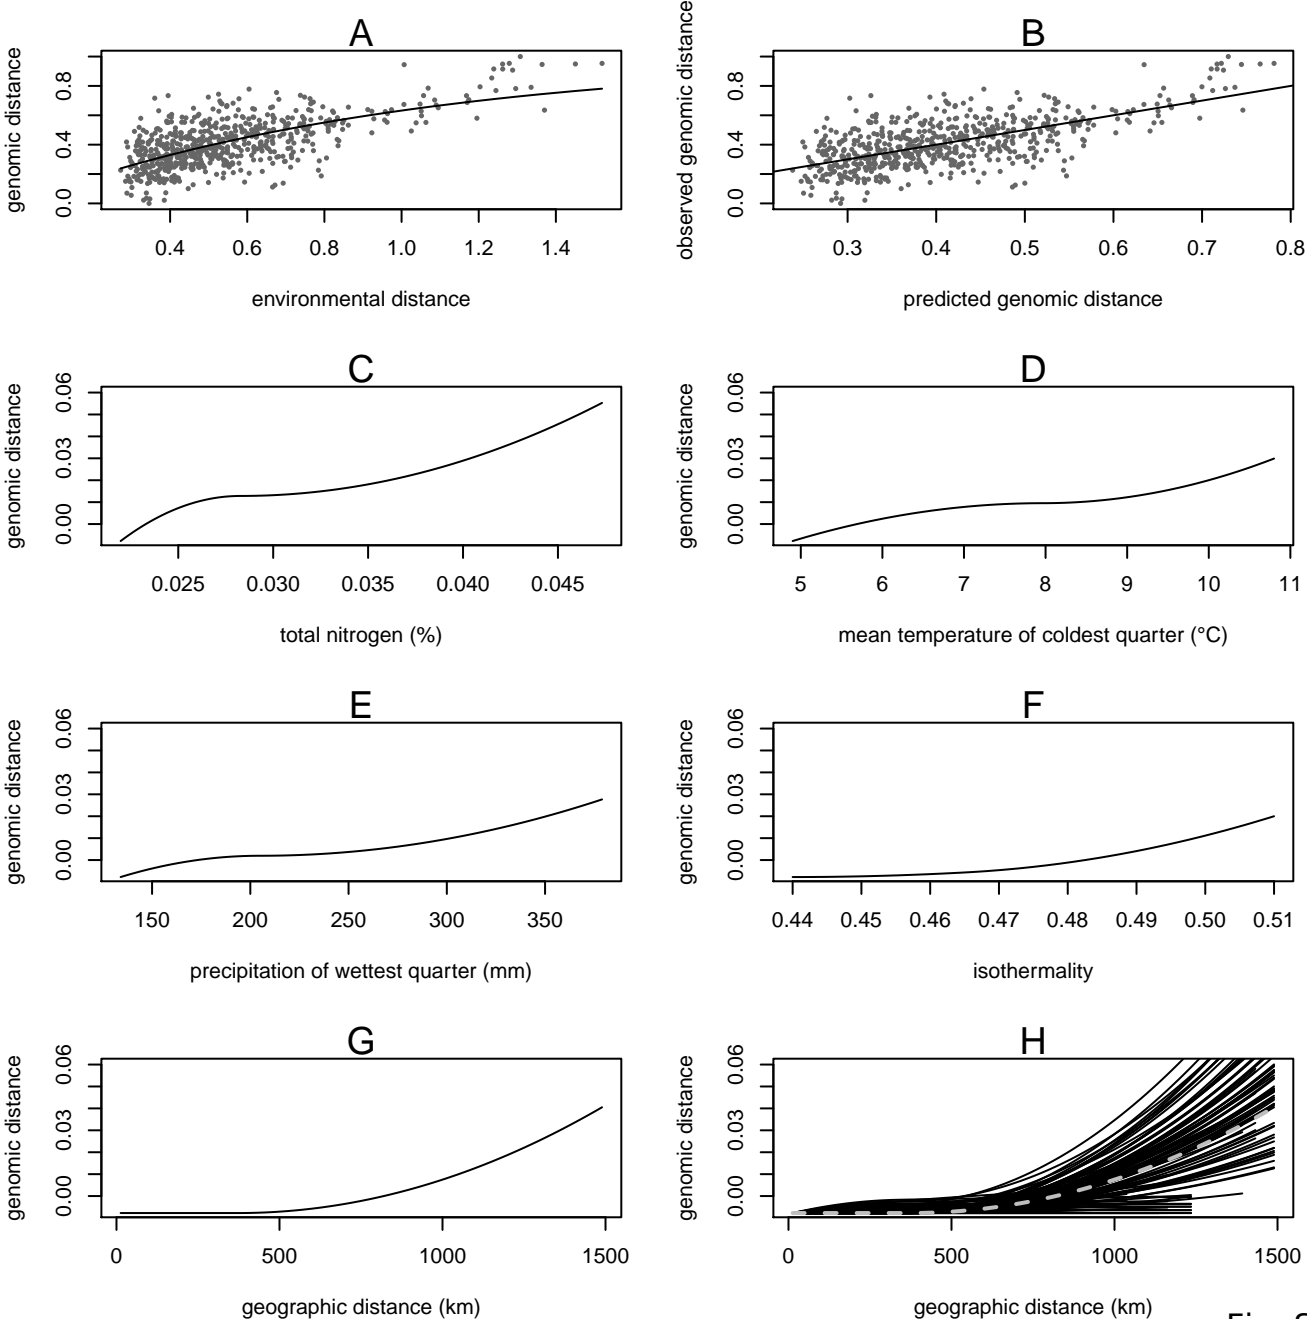 A
genomic distance
0.0 0.4 0.8
0.4 0.6 0.8 1.0 1.2 1.4
environmental distance
B
observed genomic distance
0.0 0.4 0.8
0.3 0.4 0.5 0.6 0.7 0.8
predicted genomic distance
C
genomic distance
0.00 0.03 0.06
0.025 0.030 0.035 0.040 0.045
total nitrogen (%)
D
genomic distance
0.00 0.03 0.06
5 6 7 8 9 10 11
mean temperature of coldest quarter (°C)
E
genomic distance
0.00 0.03 0.06
150 200 250 300 350
precipitation of wettest quarter (mm)
F
genomic distance
0.00 0.03 0.06
0.44 0.45 0.46 0.47 0.48 0.49 0.50 0.51
isothermality
G
genomic distance
0.00 0.03 0.06
0 500 1000 1500
geographic distance (km)
H
genomic distance
0.00 0.03 0.06
0 500 1000 1500
geographic distance (km)